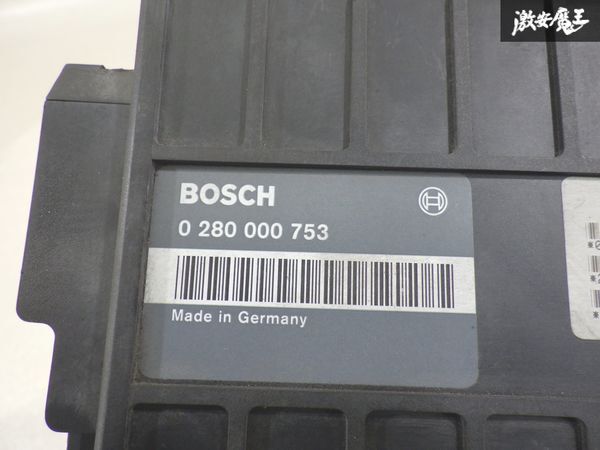 激安魔王
BOSCH
0 280 000 753
Made in Germany